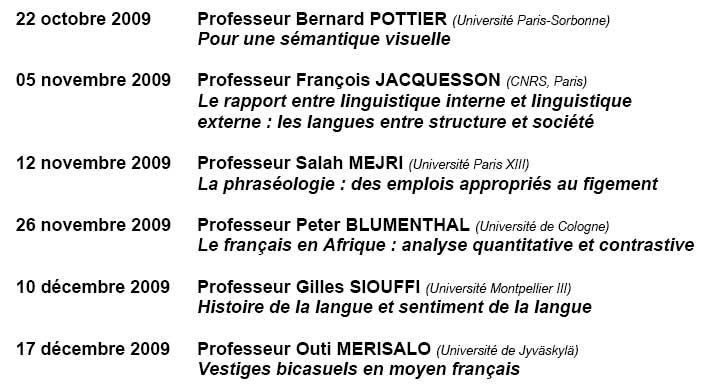 22 octobre 2009 Professeur Bernard POTTIER (Université Paris-Sorbonne)
Pour une sémantique visuelle
05 novembre 2009 Professeur François JACQUESSON (CNRS, Paris)
Le rapport entre linguistique interne et linguistique
externe : les langues entre structure et société
12 novembre 2009 Professeur Salah MEJRI (Université Paris XIII)
La phraséologie : des emplois appropriés au figement
26 novembre 2009 Professeur Peter BLUMENTHAL (Université de Cologne)
Le français en Afrique : analyse quantitative et contrastive
10 décembre 2009 Professeur Gilles SIOUFFI (Université Montpellier III)
Histoire de la langue et sentiment de la langue
17 décembre 2009 Professeur Outi MERISALO (Université de Jyväskylä)
Vestiges bicasuels en moyen français